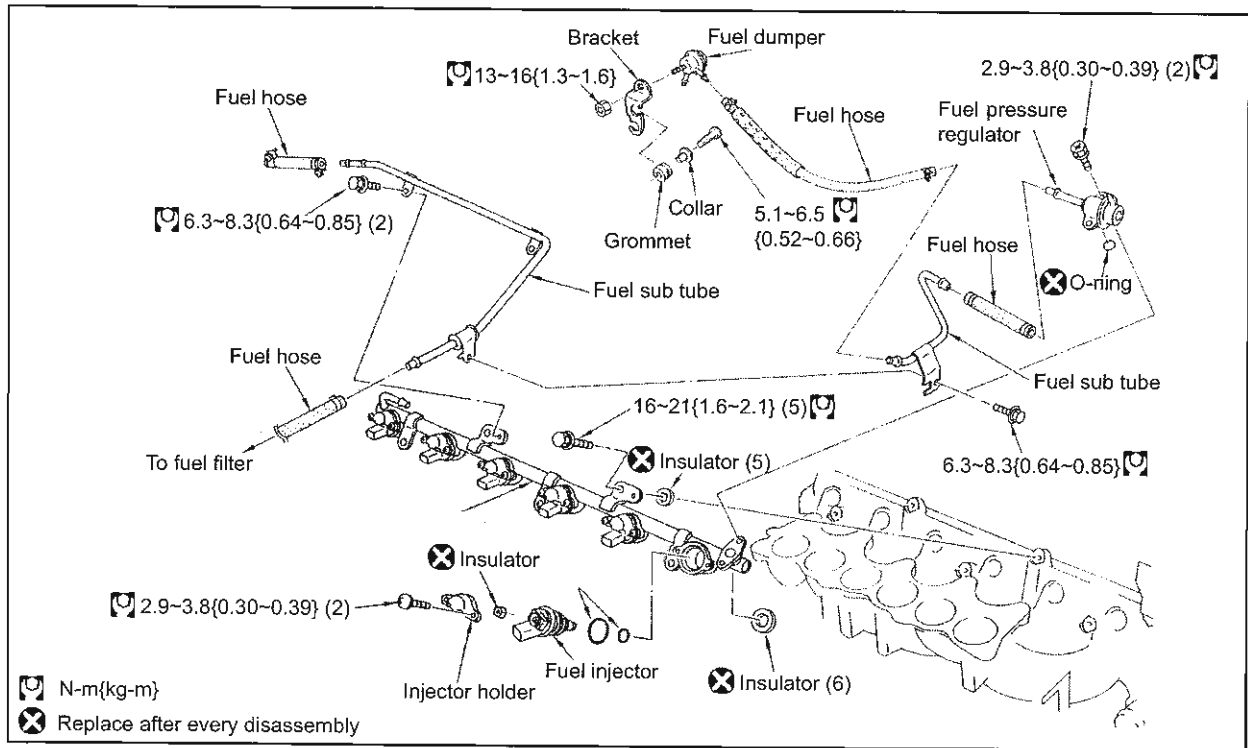 Bracket
Fuel dumper
13~16{1.3~1.6}
2.9~3.8{0.30~0.39} (2)
Fuel hose
Fuel hose
Fuel pressure
regulator
6.3~8.3{0.64~0.85} (2)
Collar
5.1~6.5
{0.52~0.66}
Grommet
Fuel hose
O-ring
Fuel sub tube
Fuel hose
Fuel sub tube
16~21{1.6~2.1} (5)
To fuel filter
Insulator (5)
6.3~8.3{0.64~0.85}
Insulator
2.9~3.8{0.30~0.39} (2)
Fuel injector
Injector holder
Insulator (6)
N-m{kg-m}
Replace after every disassembly